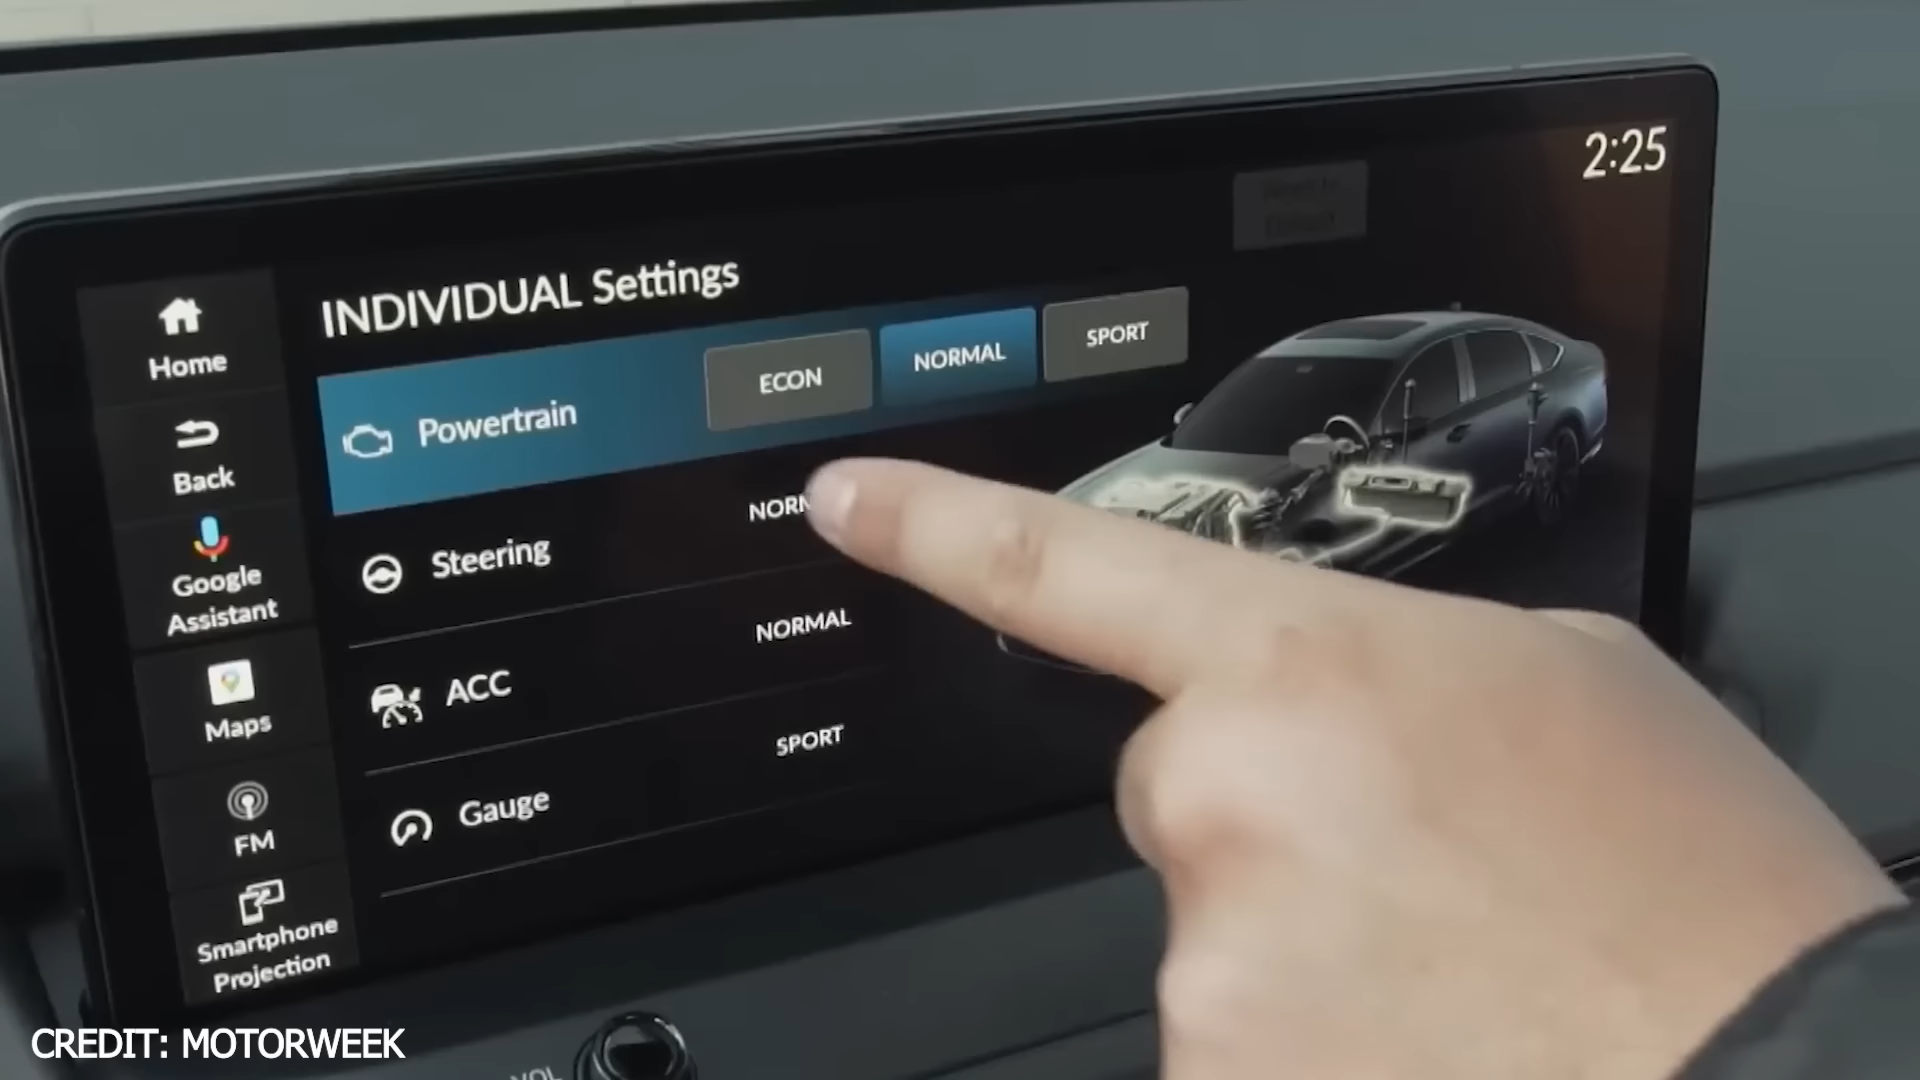 2:25
INDIVIDUAL Settings
Home
Back
Google
Assistant
Maps
FM
Smartphone
Projection
Powertrain
ECON
NORMAL
SPORT
Steering
ACC
NORMAL
Gauge
SPORT
CREDIT: MOTORWEEK
VOL